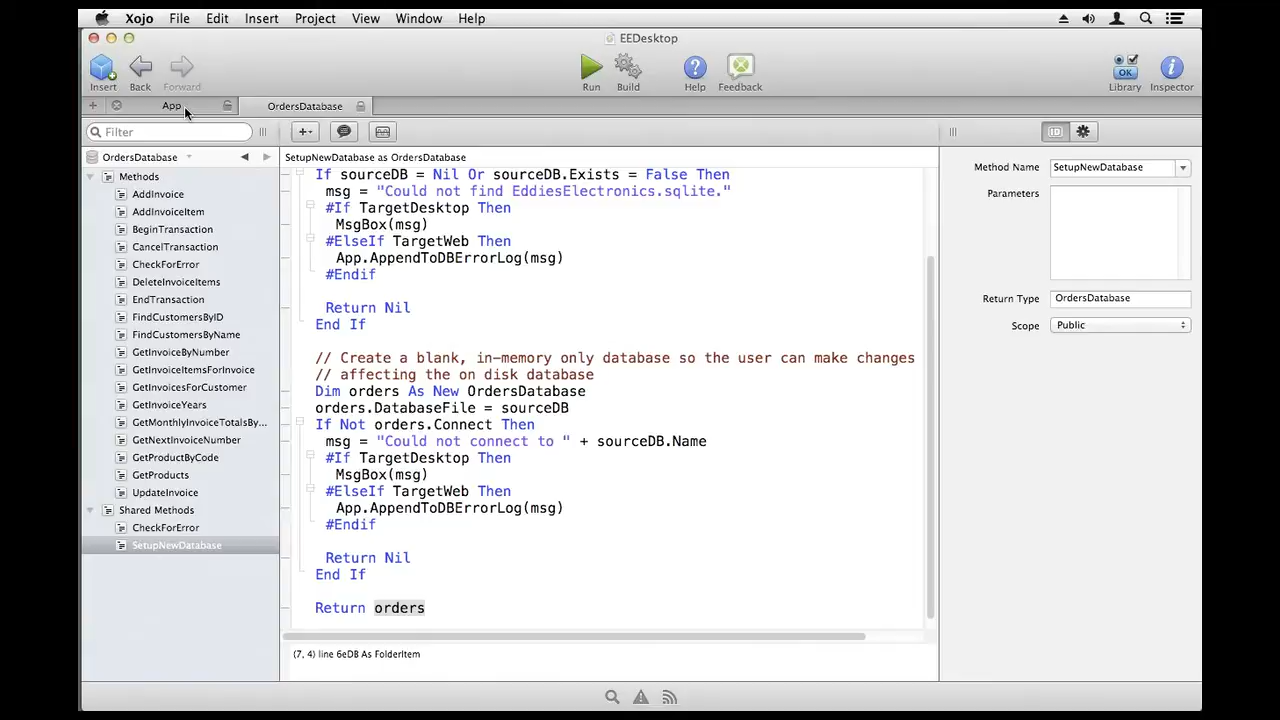 Xojo File Edit Insert Project View Window Help
EEDesktop
Insert Back Forward Run Build Help Feedback OK Library Inspector
App OrdersDatabase
Filter
OrdersDatabase
Methods
AddInvoice
AddInvoiceItem
BeginTransaction
CancelTransaction
CheckForError
DeleteInvoiceItems
EndTransaction
FindCustomersByID
FindCustomersByName
GetInvoiceByNumber
GetInvoiceItemsForInvoice
GetInvoicesForCustomer
GetInvoiceYears
GetMonthlyInvoiceTotalsBy...
GetNextInvoiceNumber
GetProductByCode
GetProducts
UpdateInvoice
Shared Methods
CheckForError
SetupNewDatabase
SetupNewDatabase as OrdersDatabase
If sourceDB = Nil Or sourceDB.Exists = False Then
msg = "Could not find EddiesElectronics.sqlite."
#If TargetDesktop Then
MsgBox(msg)
#ElseIf TargetWeb Then
App.AppendToDBErrorLog(msg)
#Endif
Return Nil
End If
// Create a blank, in-memory only database so the user can make changes
// affecting the on disk database
Dim orders As New OrdersDatabase
orders.DatabaseFile = sourceDB
If Not orders.Connect Then
msg = "Could not connect to " + sourceDB.Name
#If TargetDesktop Then
MsgBox(msg)
#ElseIf TargetWeb Then
App.AppendToDBErrorLog(msg)
#Endif
Return Nil
End If
Return orders
(7, 4) line 6eDB As FolderItem
ID
Method Name SetupNewDatabase
Parameters
Return Type OrdersDatabase
Scope Public